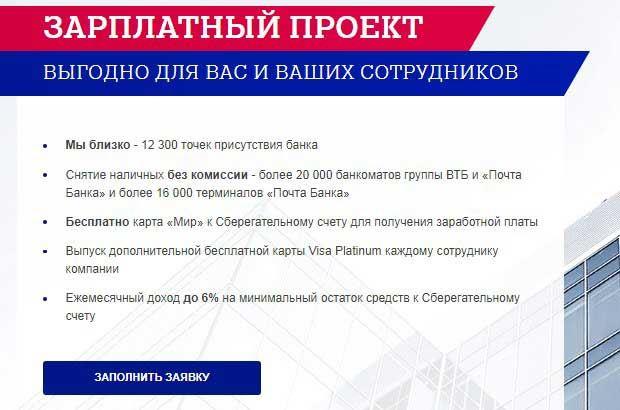 ЗАРПЛАТНЫЙ ПРОЕКТ
ВЫГОДНО ДЛЯ ВАС И ВАШИХ СОТРУДНИКОВ
• Мы близко - 12 300 точек присутствия банка
• Снятие наличных без комиссии - более 20 000 банкоматов группы ВТБ и «Почта
Банка» и более 16 000 терминалов «Почта Банка»
• Бесплатно карта «Мир» к Сберегательному счету для получения заработной платы
• Выпуск дополнительной бесплатной карты Visa Platinum каждому сотруднику
компании
• Ежемесячный доход до 6% на минимальный остаток средств к Сберегательному
счету
ЗАПОЛНИТЬ ЗАЯВКУ